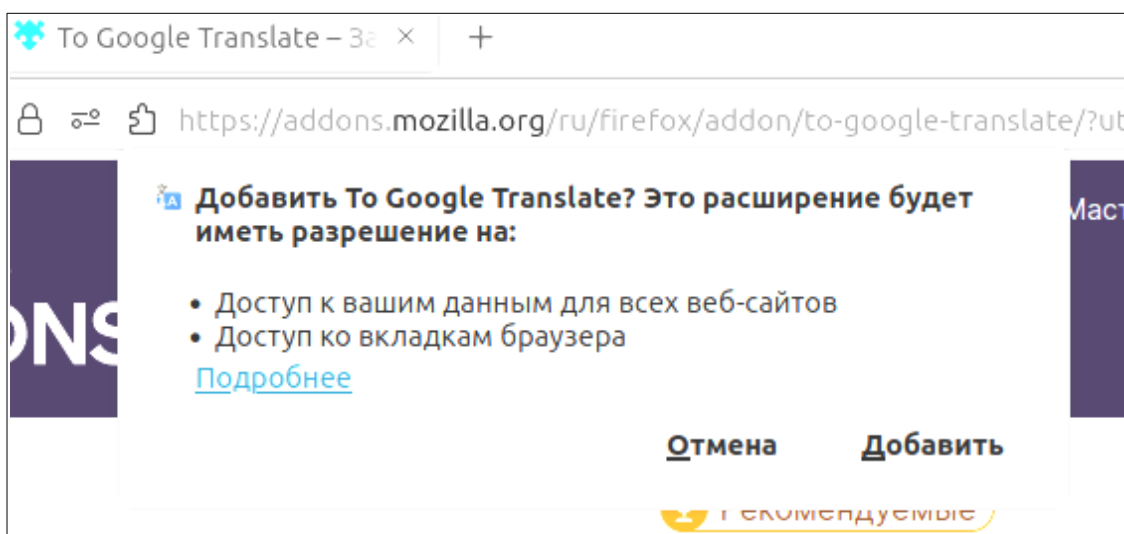 To Google Translate – За
https://addons.mozilla.org/ru/firefox/addon/to-google-translate/?ut
Добавить To Google Translate? Это расширение будет
иметь разрешение на:
Маст
ONS
• Доступ к вашим данным для всех веб-сайтов
• Доступ ко вкладкам браузера
Подробнее
Отмена Добавить
Рекомендуемые